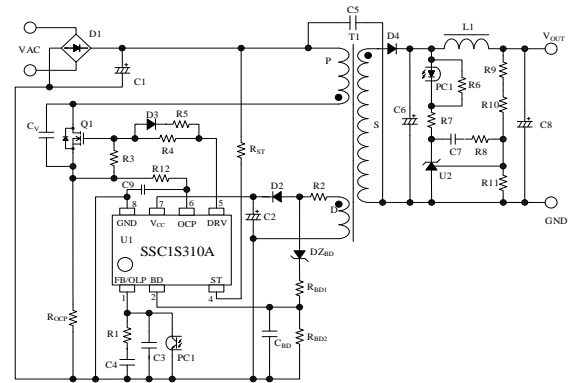 C5
T1
D1
VAC
C1
P
D4
L1
VOUT
PC1
R6
R9
R10
C6
S
R7
C8
C7
R8
U2
R11
GND
CV
Q1
D3
R5
R4
R3
RST
R12
C9
D2
R2
C2
D
8
7
6
5
GND
VCC
OCP
DRV
U1
SSC1S310A
FB/OLP
BD
ST
1
2
4
DZBD
RBD1
RBD2
CBD
ROCP
R1
C4
C3
PC1